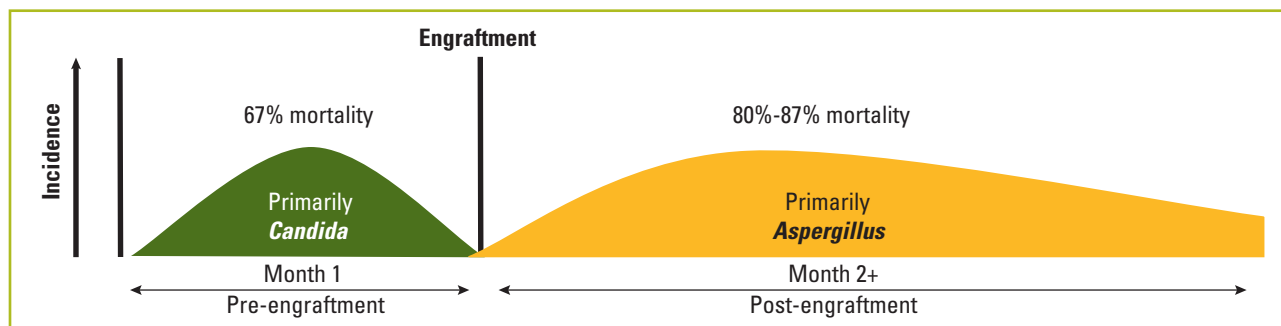 Engraftment
Incidence
67% mortality
80%-87% mortality
Primarily
Candida
Primarily
Aspergillus
Month 1
Month 2+
Pre-engraftment
Post-engraftment